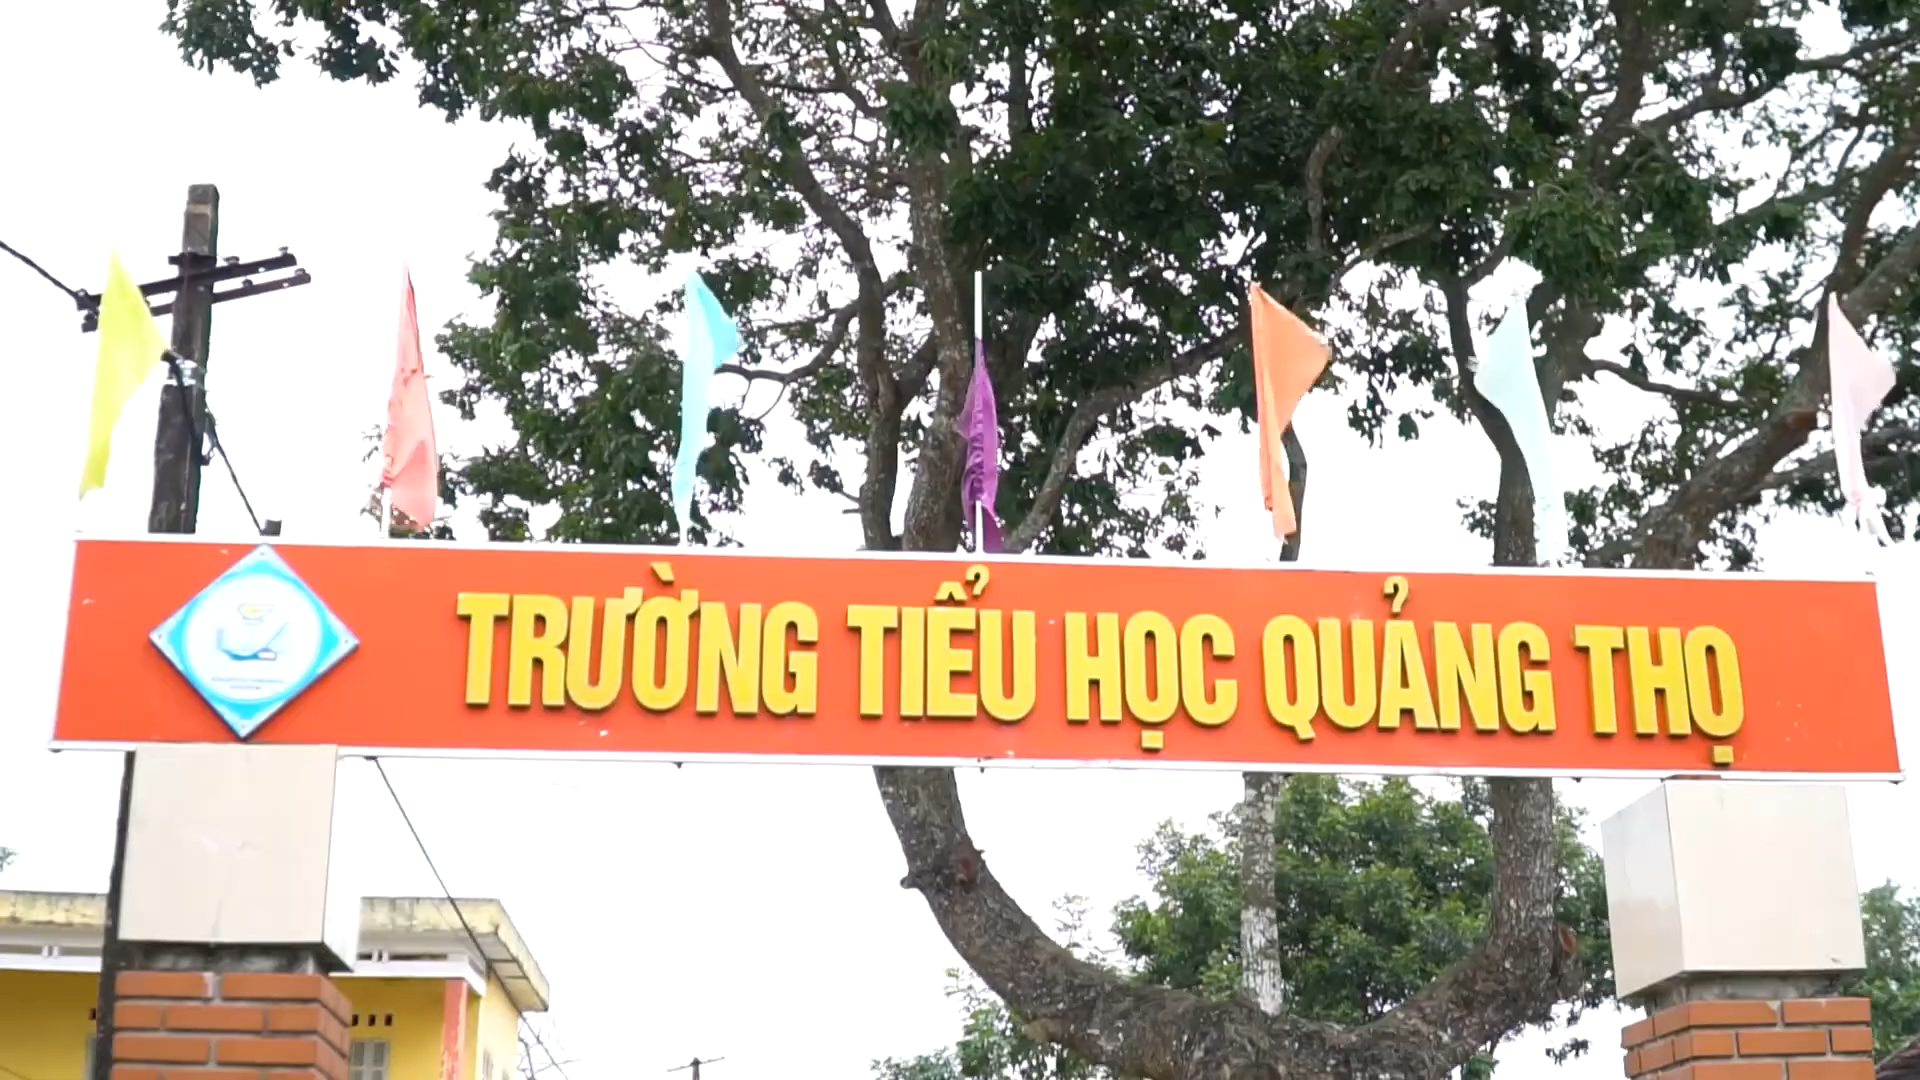 TRƯỜNG TIỂU HỌC QUẢNG THỌ